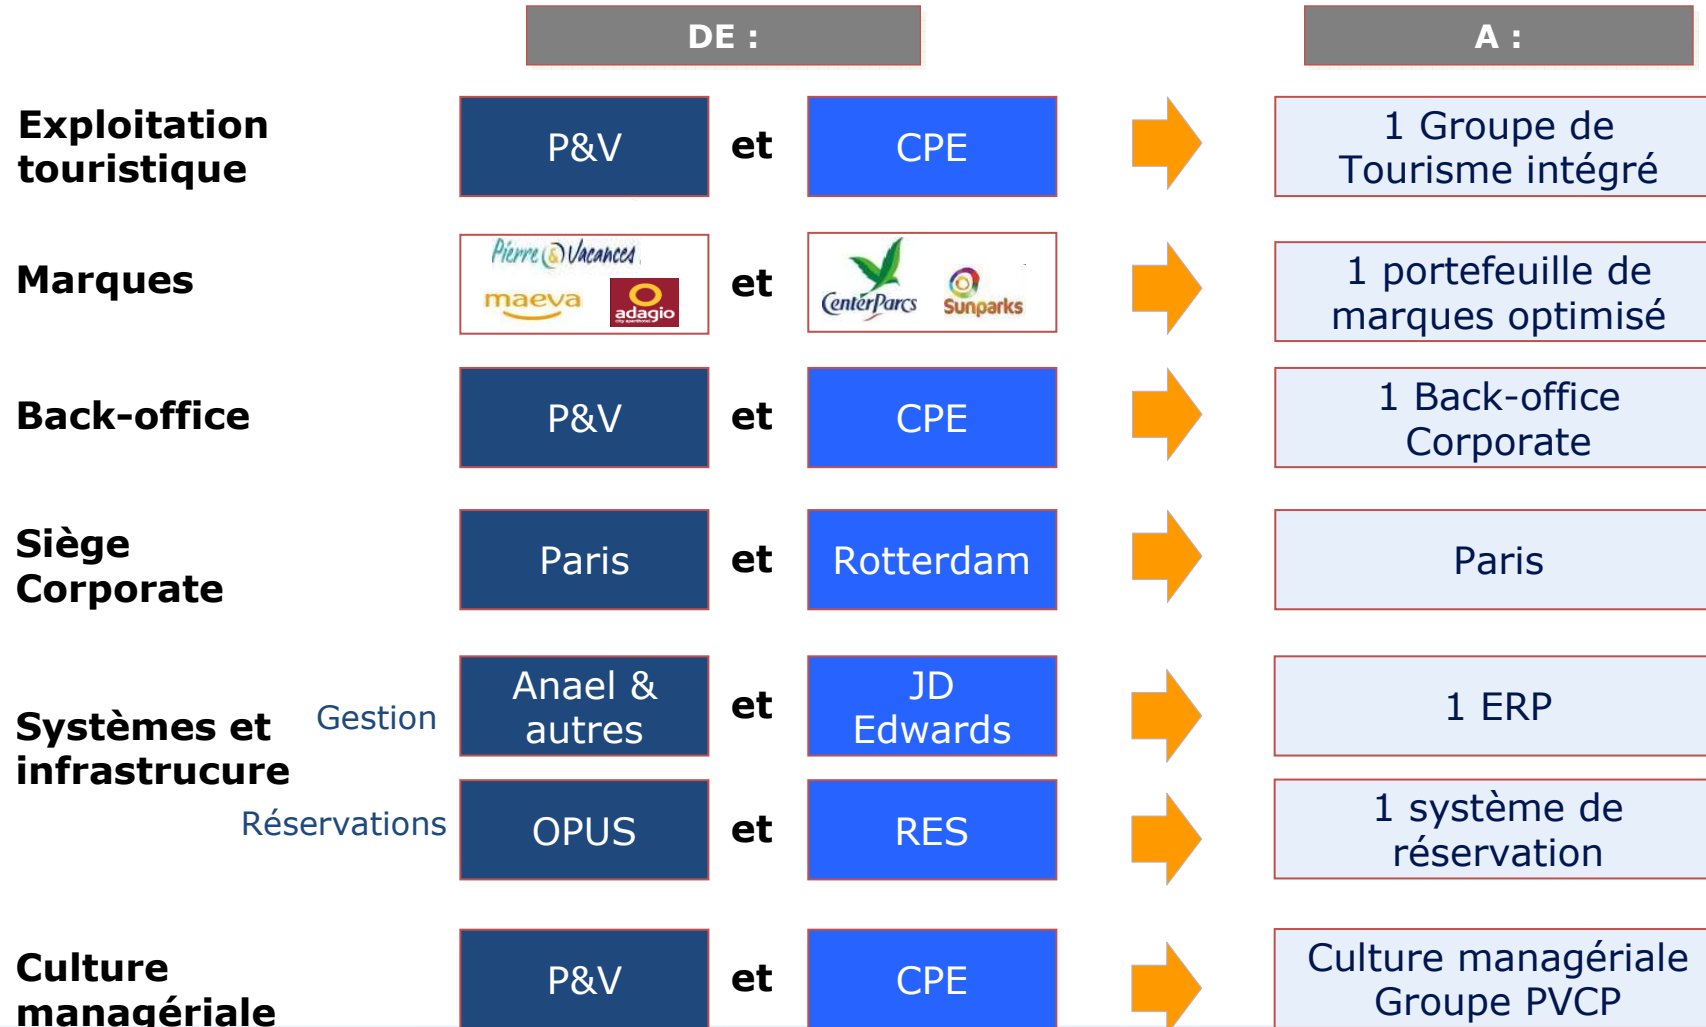 DE :
A :
Exploitation
touristique
P&V
et
CPE
1 Groupe de
Tourisme intégré
Marques
Pierre & Vacances
maeva
adagio
city aparthotel
et
CenterParcs
Sunparks
1 portefeuille de
marques optimisé
Back-office
P&V
et
CPE
1 Back-office
Corporate
Siège
Corporate
Paris
et
Rotterdam
Paris
Systèmes et
infrastrucure
Gestion
Anael &
autres
et
JD
Edwards
1 ERP
Réservations
OPUS
et
RES
1 système de
réservation
Culture
managériale
P&V
et
CPE
Culture managériale
Groupe PVCP